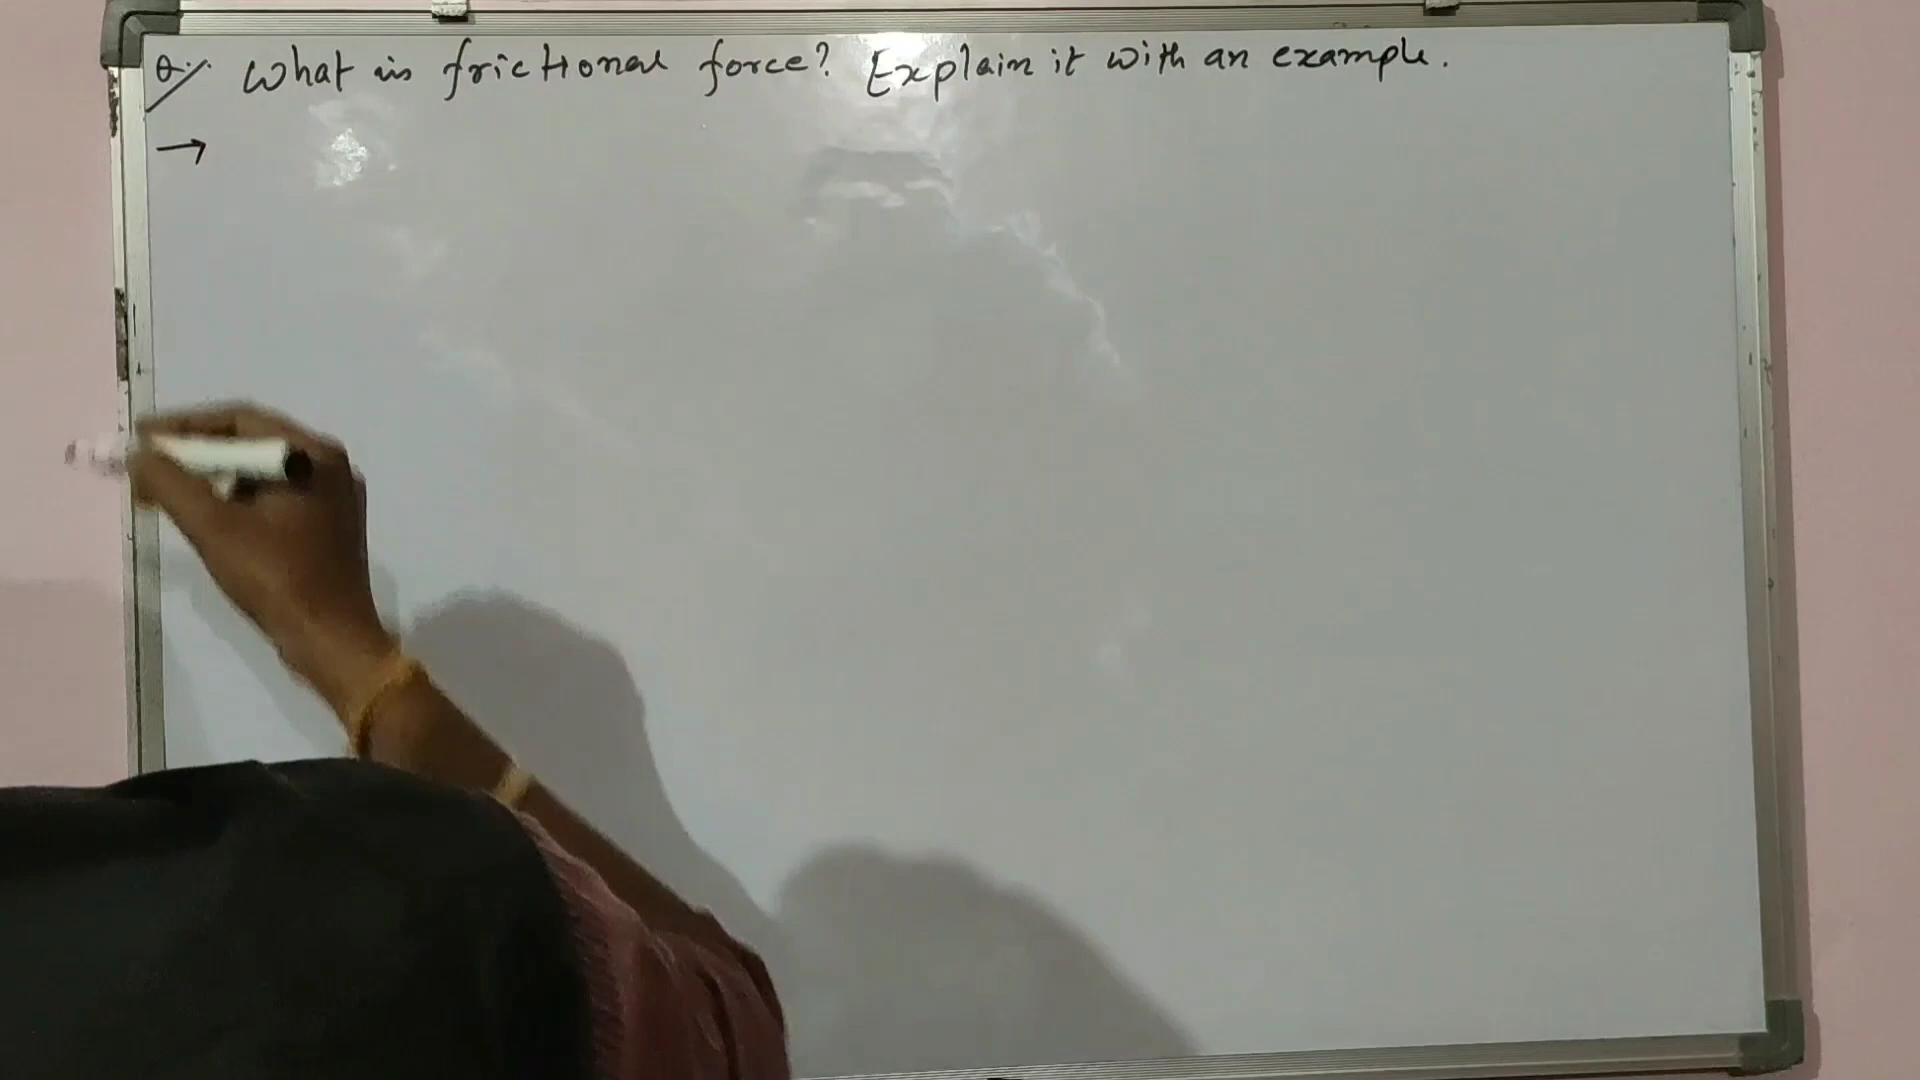 Q/. What is frictional force? Explain it with an example.
→